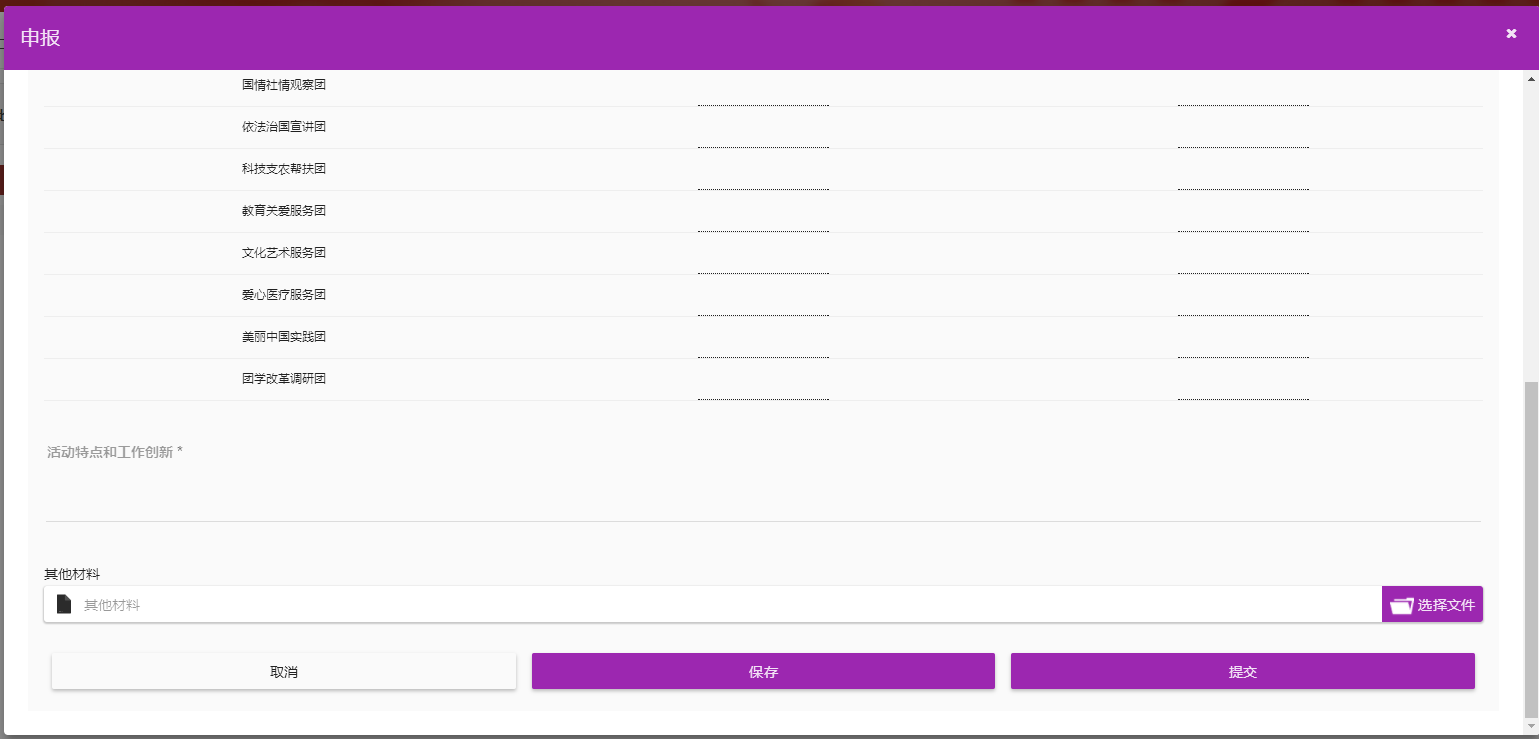 申报
国情社情观察团
依法治国宣讲团
科技支农帮扶团
教育关爱服务团
文化艺术服务团
爱心医疗服务团
美丽中国实践团
团学改革调研团
活动特点和工作创新 *
其他材料
其他材料 选择文件
取消 保存 提交